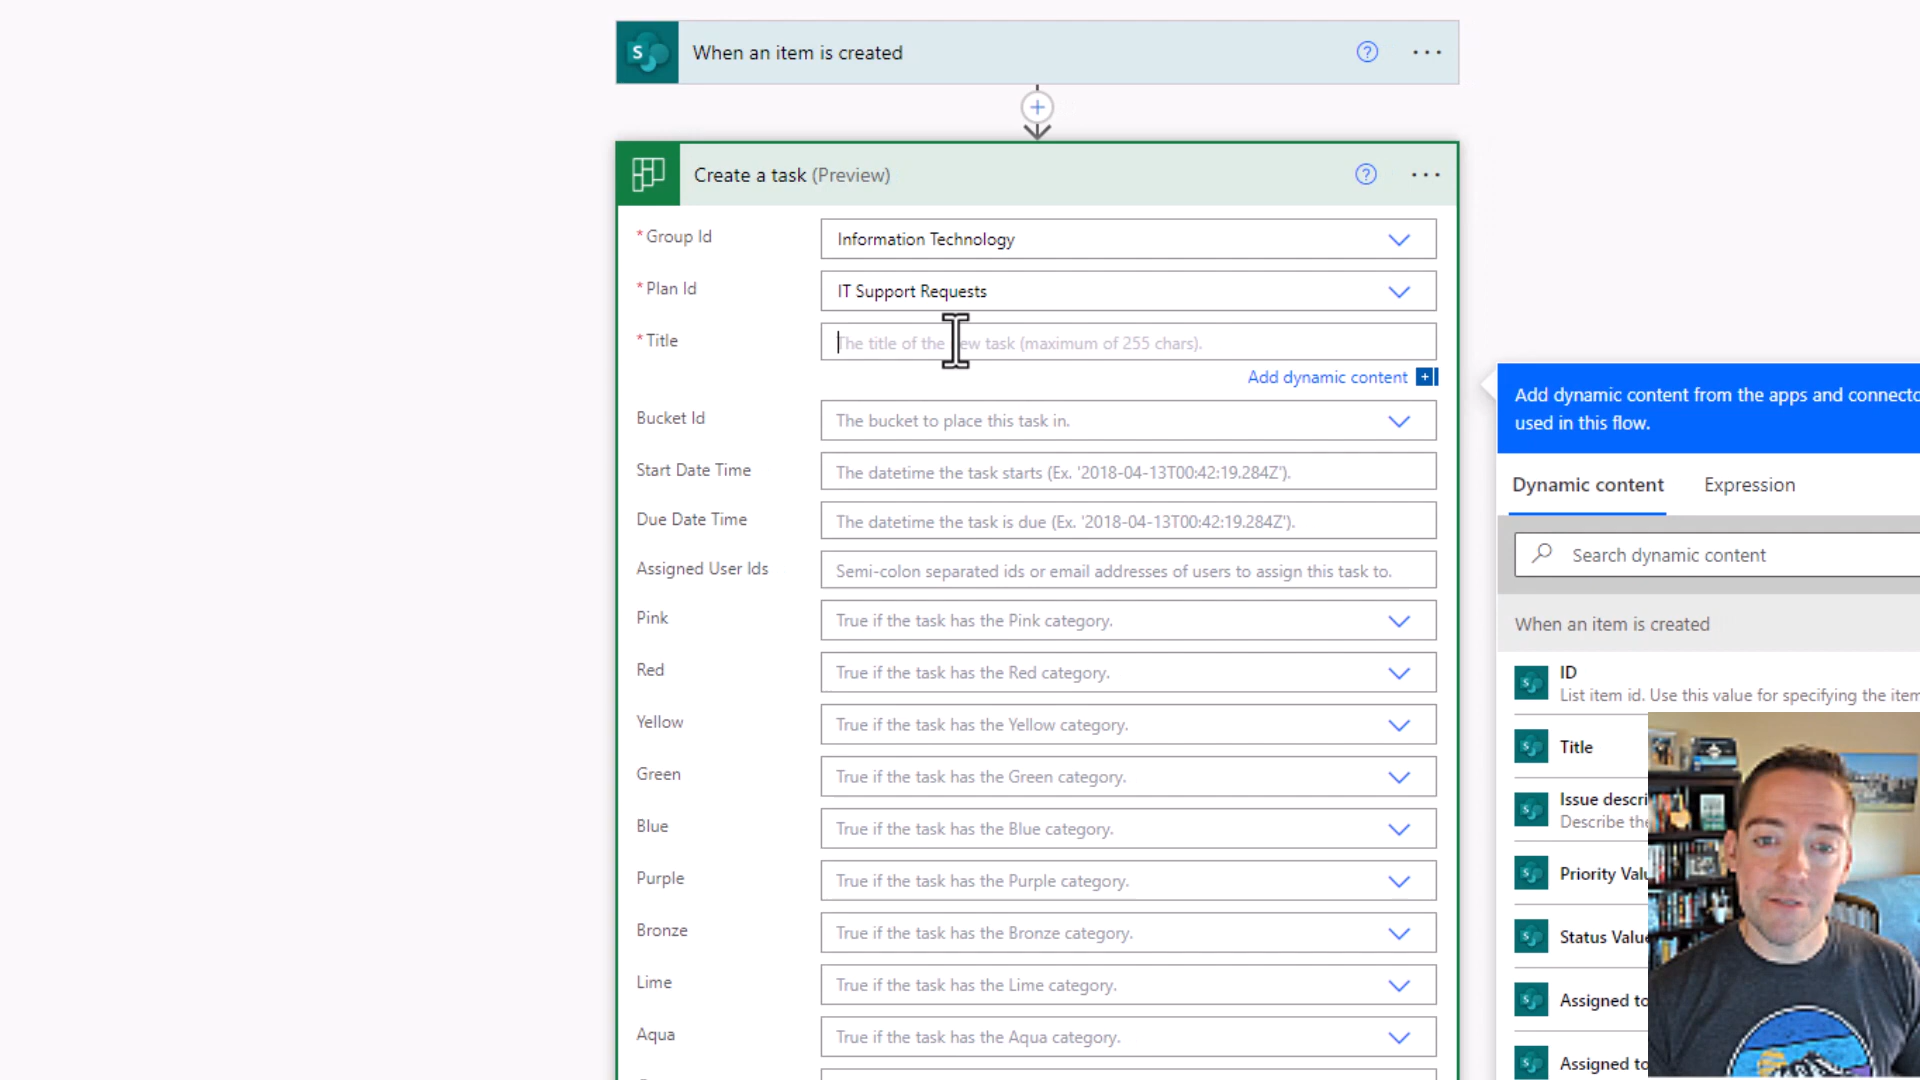 When an item is created
Create a task (Preview)
* Group Id
Information Technology
* Plan Id
IT Support Requests
* Title
The title of the new task (maximum of 255 chars).
Add dynamic content
Bucket Id
The bucket to place this task in.
Start Date Time
The datetime the task starts (Ex. '2018-04-13T00:42:19.284Z').
Due Date Time
The datetime the task is due (Ex. '2018-04-13T00:42:19.284Z').
Assigned User Ids
Semi-colon separated ids or email addresses of users to assign this task to.
Pink
True if the task has the Pink category.
Red
True if the task has the Red category.
Yellow
True if the task has the Yellow category.
Green
True if the task has the Green category.
Blue
True if the task has the Blue category.
Purple
True if the task has the Purple category.
Bronze
True if the task has the Bronze category.
Lime
True if the task has the Lime category.
Aqua
True if the task has the Aqua category.
Add dynamic content from the apps and connecto
used in this flow.
Dynamic content
Expression
Search dynamic content
When an item is created
ID
List item id. Use this value for specifying the item
Title
Issue descri
Describe the
Priority Valu
Status Value
Assigned to
Assigned to